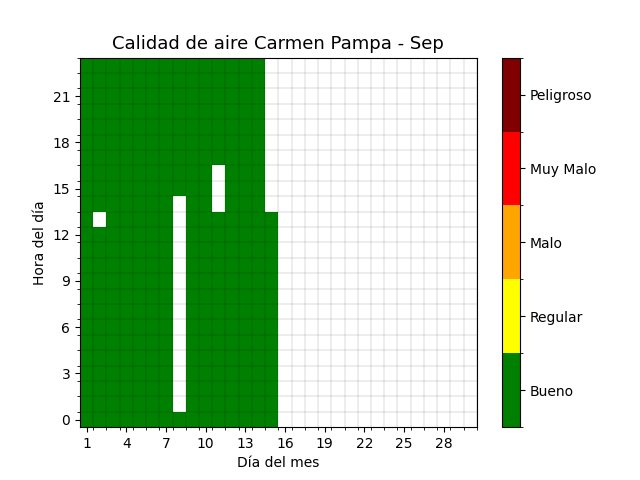 Calidad de aire Carmen Pampa - Sep
21
18
15
12
9
6
3
0
Hora del día
1 4 7 10 13 16 19 22 25 28
Día del mes
Peligroso
Muy Malo
Malo
Regular
Bueno